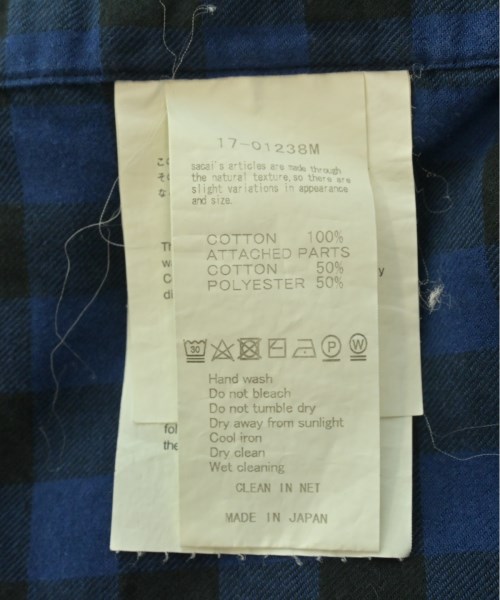 17-01238M
sacai's articles are made through
the natural texture, so there are
slight variations in appearance
and size.
COTTON 100%
ATTACHED PARTS
COTTON 50%
POLYESTER 50%
30
P
W
Hand wash
Do not bleach
Do not tumble dry
Dry away from sunlight
Cool iron
Dry clean
Wet cleaning
CLEAN IN NET
MADE IN JAPAN